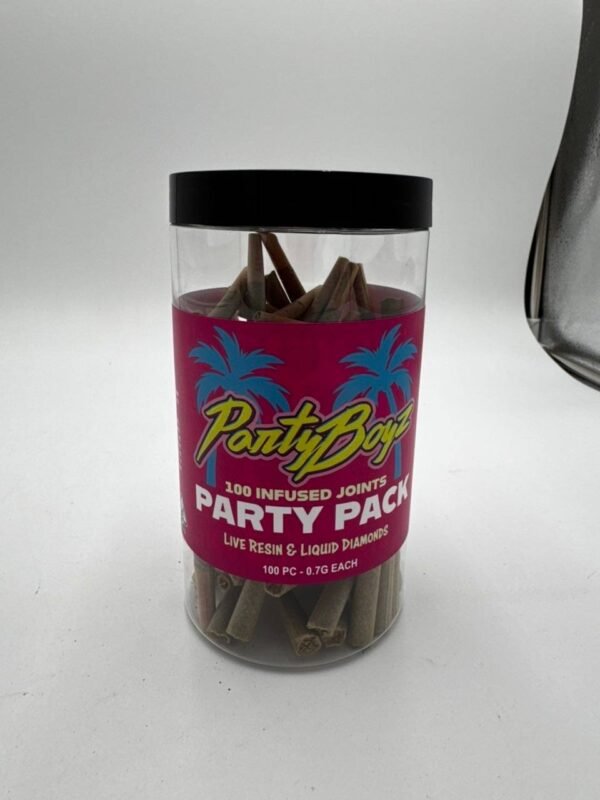 PartyBoyz
100 INFUSED JOINTS
PARTY PACK
LIVE RESIN & LIQUID DIAMONDS
100 PC - 0.7G EACH